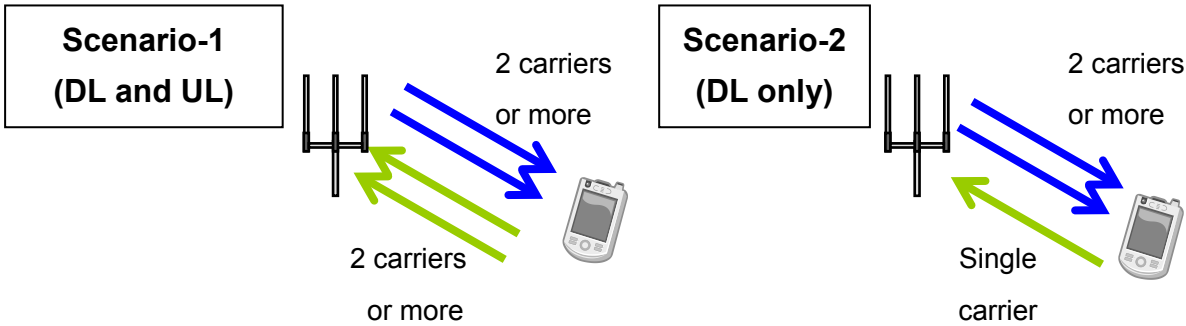 Scenario-1
(DL and UL)
2 carriers
or more
2 carriers
or more
Scenario-2
(DL only)
2 carriers
or more
Single
carrier